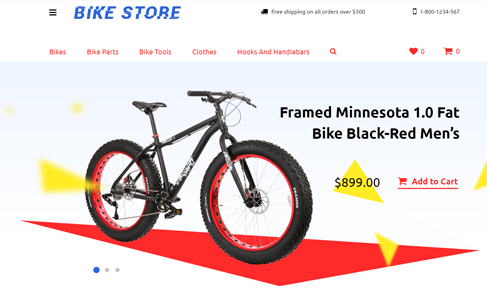 BIKE STORE
Free shipping on all orders over $500
1-800-1234-567
Bikes Bike Parts Bike Tools Clothes Hooks And Handlebars 0 0
Framed Minnesota 1.0 Fat
Bike Black-Red Men's
$899.00 Add to Cart